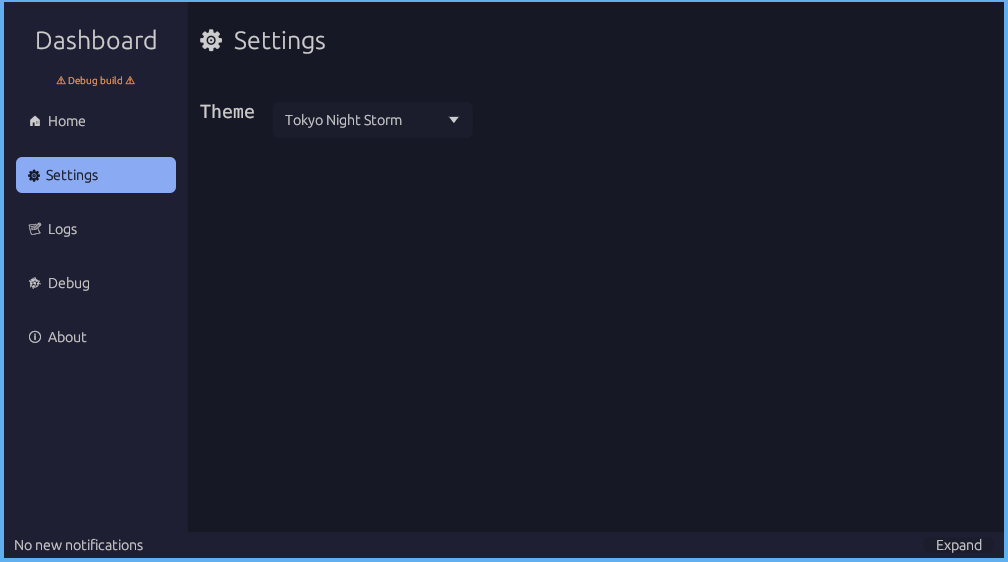 Dashboard
⚠ Debug build ⚠
Home
Settings
Logs
Debug
About
Settings
Theme
Tokyo Night Storm
No new notifications
Expand